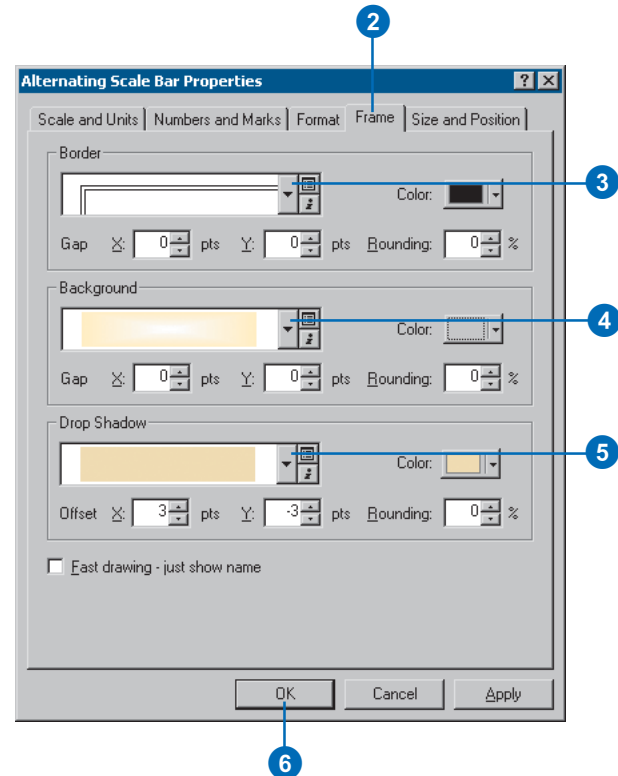 2
Alternating Scale Bar Properties ? ×
Scale and Units Numbers and Marks Format Frame Size and Position
Border
3
Color:
Gap X: 0 pts Y: 0 pts Rounding: 0 %
Background
4
Color:
Gap X: 0 pts Y: 0 pts Rounding: 0 %
Drop Shadow
5
Color:
Offset X: 3 pts Y: -3 pts Rounding: 0 %
Fast drawing - just show name
OK Cancel Apply
6